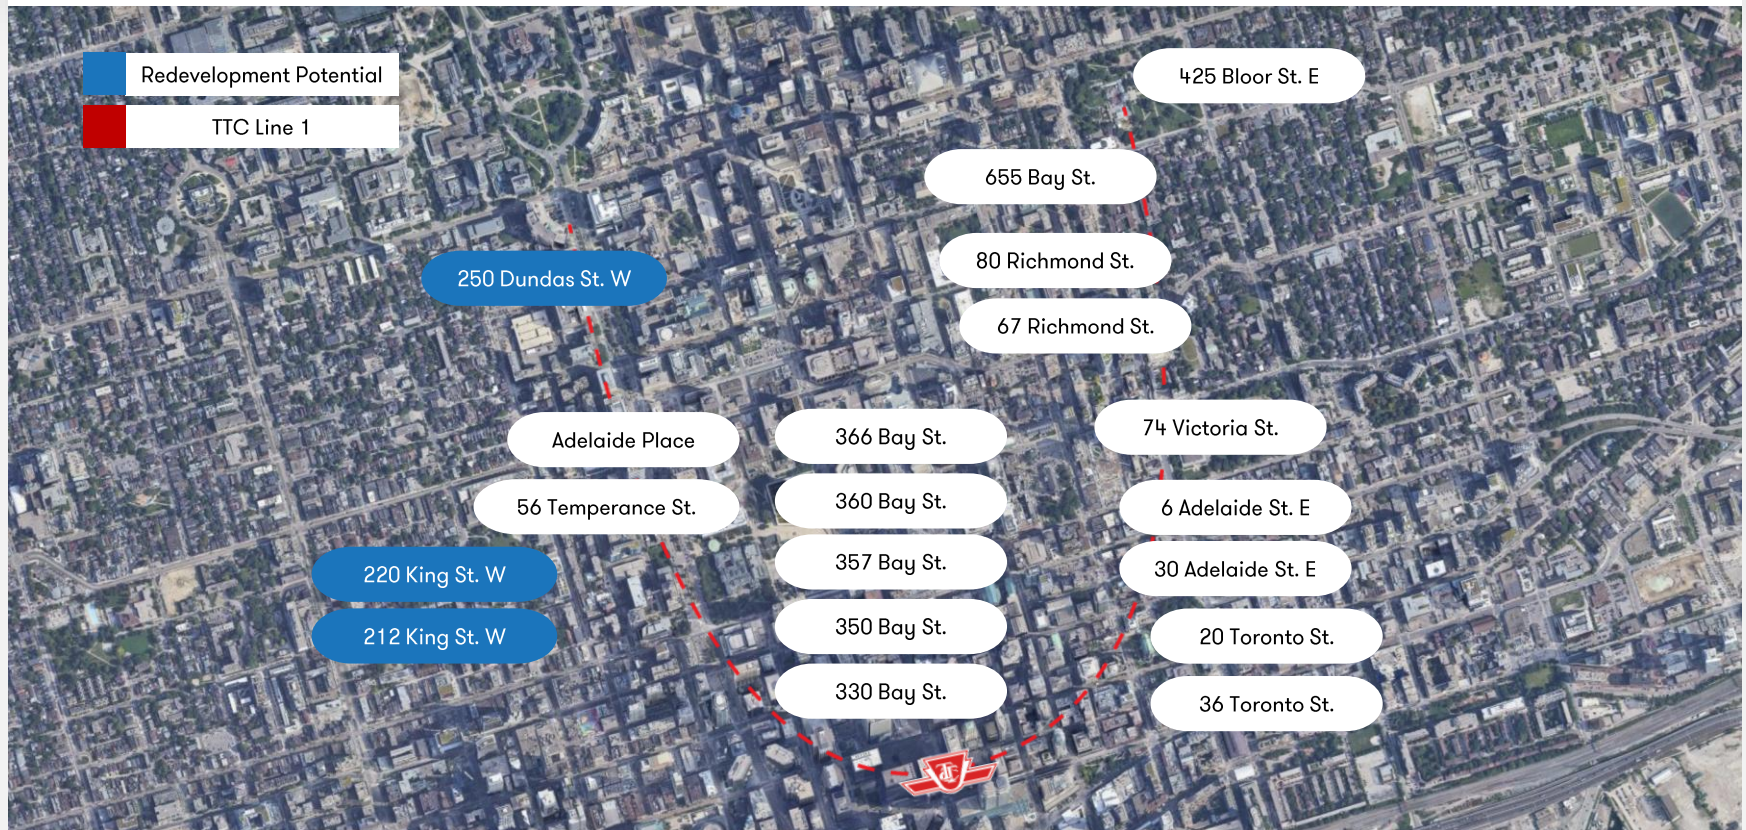 Redevelopment Potential
TTC Line 1
425 Bloor St. E
655 Bay St.
80 Richmond St.
250 Dundas St. W
67 Richmond St.
Adelaide Place
366 Bay St.
74 Victoria St.
56 Temperance St.
360 Bay St.
6 Adelaide St. E
220 King St. W
357 Bay St.
30 Adelaide St. E
212 King St. W
350 Bay St.
20 Toronto St.
330 Bay St.
36 Toronto St.
TTC